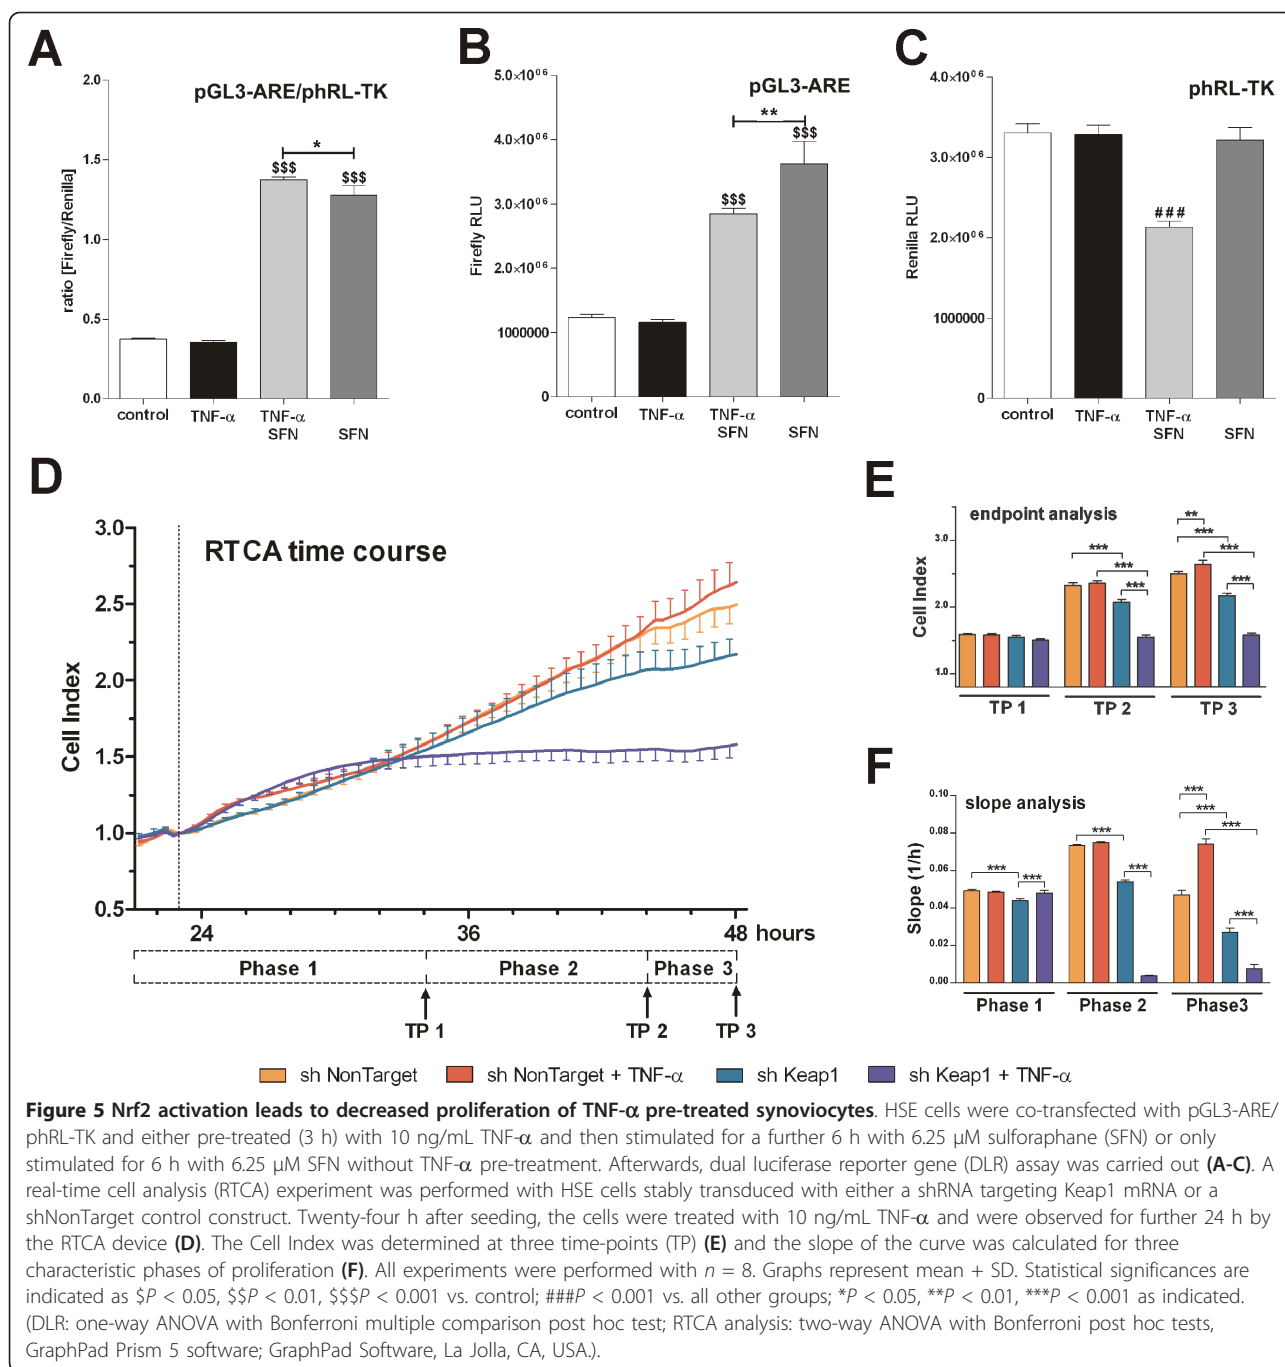 A
pGL3-ARE/phRL-TK
ratio [Firefly/Renilla]
2.0
1.5
1.0
0.5
0.0
*
$$$
$$$
control
TNF-α
TNF-α
SFN
SFN
B
pGL3-ARE
Firefly RLU
5.0×10⁰⁶
4.0×10⁰⁶
3.0×10⁰⁶
2.0×10⁰⁶
1000000
0
**
$$$
$$$
control
TNF-α
TNF-α
SFN
SFN
C
phRL-TK
Renilla RLU
4.0×10⁰⁶
3.0×10⁰⁶
2.0×10⁰⁶
1000000
0
###
control
TNF-α
TNF-α
SFN
SFN
D
RTCA time course
Cell Index
3.0
2.5
2.0
1.5
1.0
0.5
24
36
48 hours
Phase 1
Phase 2
Phase 3
TP 1
TP 2
TP 3
E
endpoint analysis
Cell Index
3.0
2.0
1.0
***
***
***
**
***
***
***
TP 1
TP 2
TP 3
F
slope analysis
Slope (1/h)
0.10
0.08
0.06
0.04
0.02
0.00
***
***
***
***
***
***
***
***
Phase 1
Phase 2
Phase3
sh NonTarget
sh NonTarget + TNF-α
sh Keap1
sh Keap1 + TNF-α
Figure 5 Nrf2 activation leads to decreased proliferation of TNF-α pre-treated synoviocytes. HSE cells were co-transfected with pGL3-ARE/
phRL-TK and either pre-treated (3 h) with 10 ng/mL TNF-α and then stimulated for a further 6 h with 6.25 μM sulforaphane (SFN) or only
stimulated for 6 h with 6.25 μM SFN without TNF-α pre-treatment. Afterwards, dual luciferase reporter gene (DLR) assay was carried out (A-C). A
real-time cell analysis (RTCA) experiment was performed with HSE cells stably transduced with either a shRNA targeting Keap1 mRNA or a
shNonTarget control construct. Twenty-four h after seeding, the cells were treated with 10 ng/mL TNF-α and were observed for further 24 h by
the RTCA device (D). The Cell Index was determined at three time-points (TP) (E) and the slope of the curve was calculated for three
characteristic phases of proliferation (F). All experiments were performed with n = 8. Graphs represent mean + SD. Statistical significances are
indicated as $P < 0.05, $$P < 0.01, $$$P < 0.001 vs. control; ###P < 0.001 vs. all other groups; *P < 0.05, **P < 0.01, ***P < 0.001 as indicated.
(DLR: one-way ANOVA with Bonferroni multiple comparison post hoc test; RTCA analysis: two-way ANOVA with Bonferroni post hoc tests,
GraphPad Prism 5 software; GraphPad Software, La Jolla, CA, USA.).